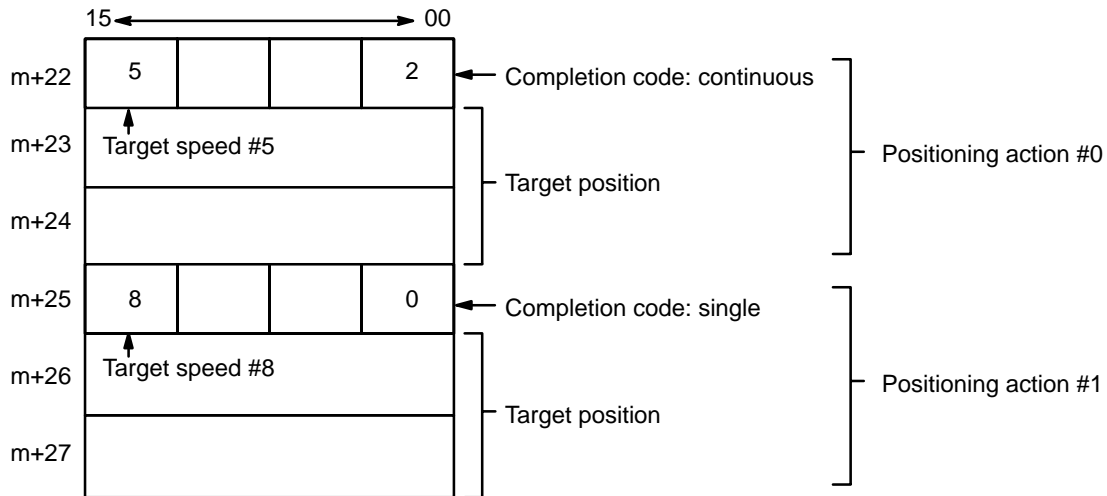 15 00
m+22 5 2 Completion code: continuous
m+23 Target speed #5
Target position
Positioning action #0
m+24
m+25 8 0 Completion code: single
m+26 Target speed #8
Target position
Positioning action #1
m+27